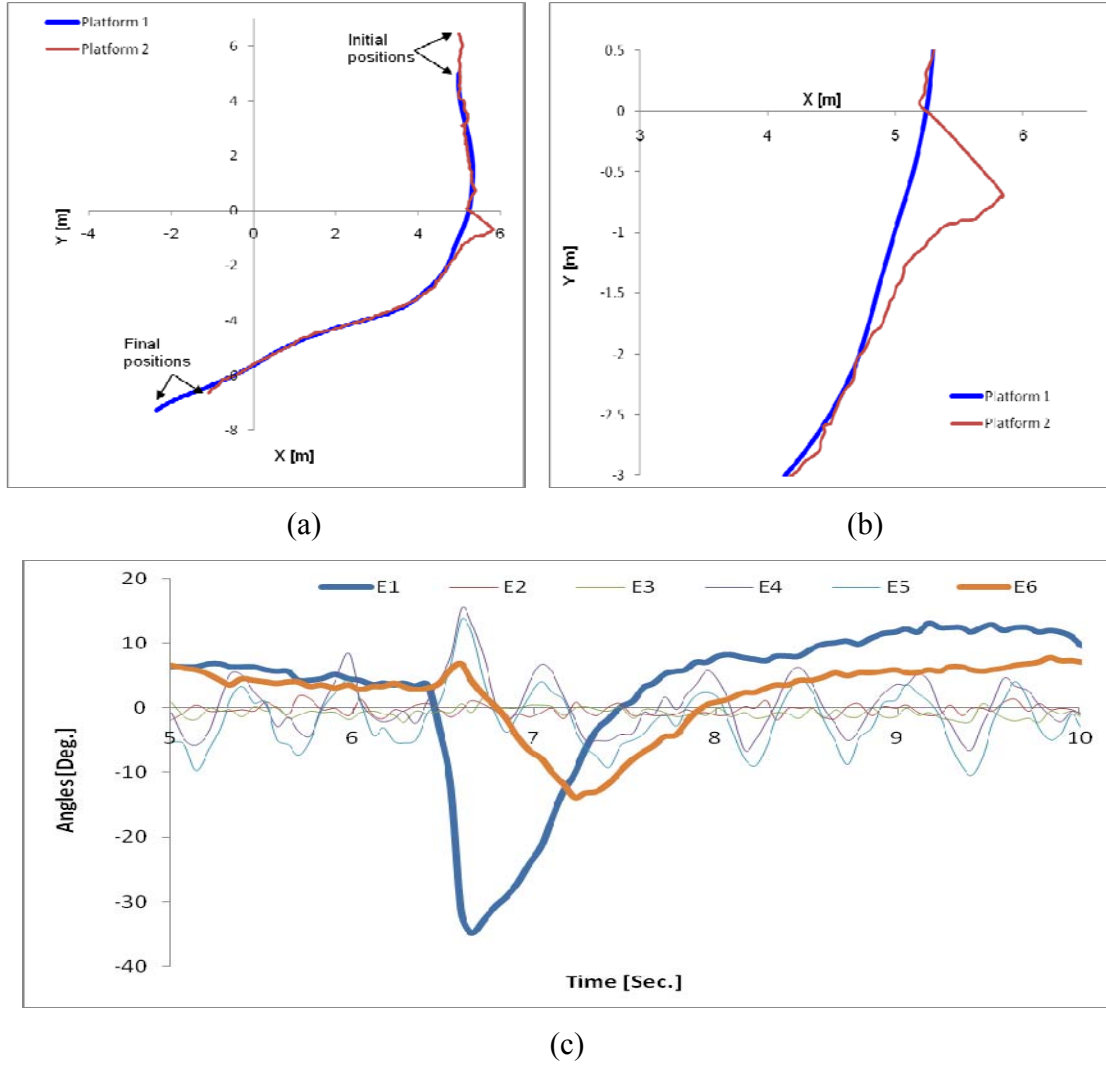 Platform 1
Platform 2
Initial
positions
6
4
2
0
-4
-2
0
2
4
6
-2
-4
-6
-8
Y [m]
Final
positions
X [m]
(a)
0.5
X [m]
0
3
4
5
6
-0.5
-1
-1.5
-2
-2.5
-3
Y [m]
Platform 1
Platform 2
(b)
20
E1 E2 E3 E4 E5 E6
10
0
5 6 7 8 9 10
-10
-20
-30
-40
Angles [Deg.]
Time [Sec.]
(c)